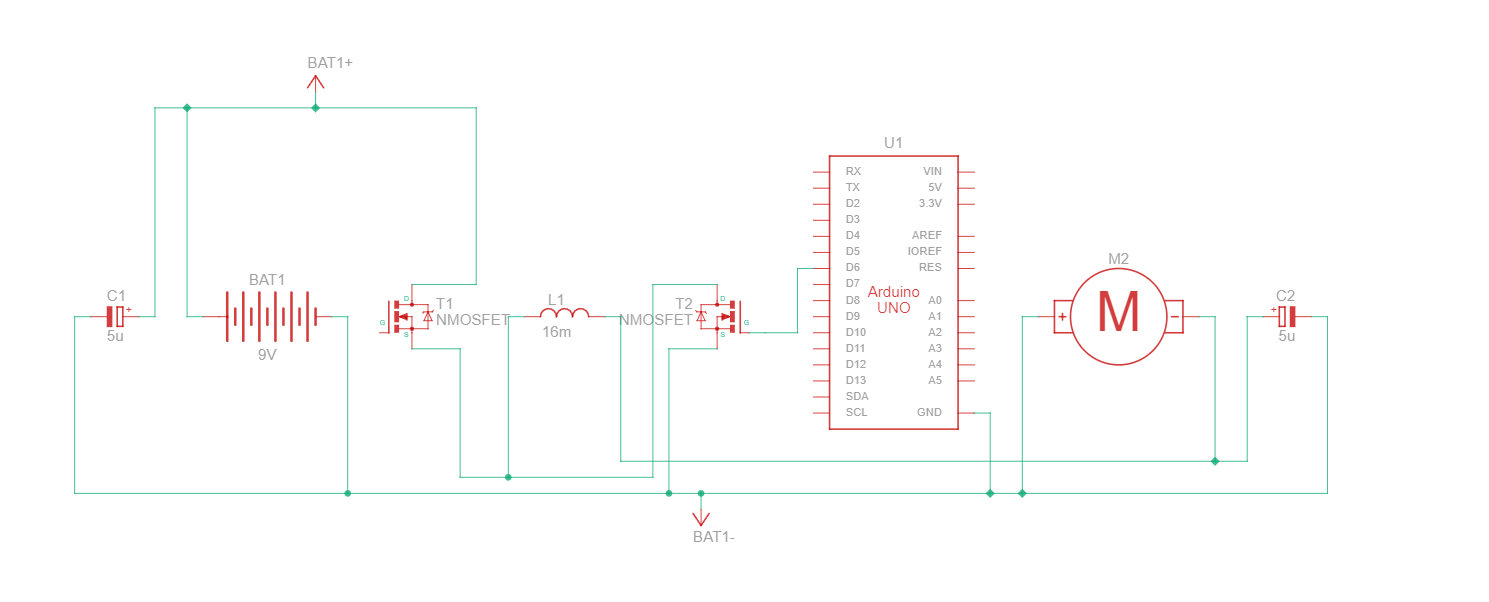 BAT1+
U1
RX VIN
TX 5V
D2 3.3V
D3
D4 AREF
D5 IOREF
D6 RES
D7
D8 A0
D9 A1
D10 A2
D11 A3
D12 A4
D13 A5
SDA
SCL GND
Arduino
UNO
C1
+
5u
BAT1
9V
D
G
S
T1
NMOSFET
L1
16m
T2
NMOSFET
D
G
S
M2
+
M
−
C2
+
5u
BAT1-